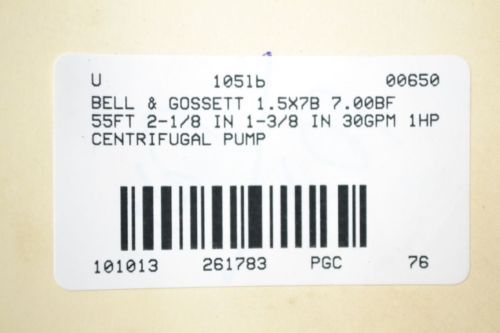 U 105lb 00650
BELL & GOSSETT 1.5X7B 7.00BF
55FT 2-1/8 IN 1-3/8 IN 30GPM 1HP
CENTRIFUGAL PUMP
101013 261783 PGC 76